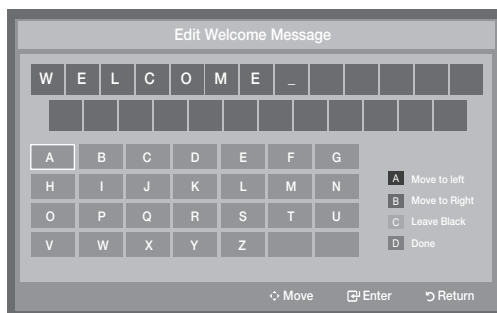 Edit Welcome Message
W E L C O M E _
A B C D E F G
H I J K L M N
O P Q R S T U
V W X Y Z
A Move to left
B Move to Right
C Leave Black
D Done
Move Enter Return